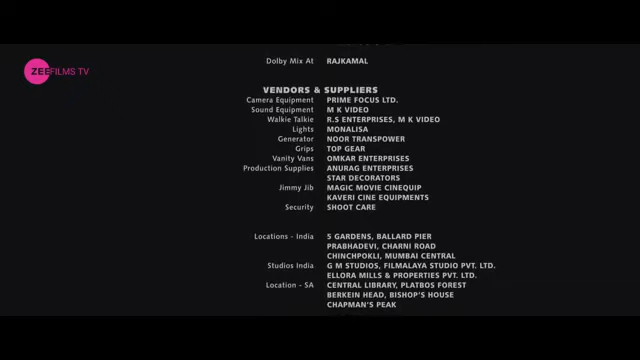 Dolby Mix At RAJKAMAL
ZEEFILMS TV
VENDORS & SUPPLIERS
Camera Equipment PRIME FOCUS LTD.
Sound Equipment M K VIDEO
Walkie Talkie R.S ENTERPRISES, M K VIDEO
Lights MONALISA
Generator NOOR TRANSPOWER
Grips TOP GEAR
Vanity Vans OMKAR ENTERPRISES
Production Supplies ANURAG ENTERPRISES
STAR DECORATORS
Jimmy Jib MAGIC MOVIE CINEQUIP
KAVERI CINE EQUIPMENTS
Security SHOOT CARE
Locations - India S GARDENS, BALLARD PIER
PRABHADEVI, CHARNI ROAD
CHINCHPOKLI, MUMBAI CENTRAL
Studios India G M STUDIOS, FILMALAYA STUDIO PVT. LTD.
ELLORA MILLS & PROPERTIES PVT. LTD.
Location - SA CENTRAL LIBRARY, PLATBOS FOREST
BERKEIN HEAD, BISHOP'S HOUSE
CHAPMAN'S PEAK